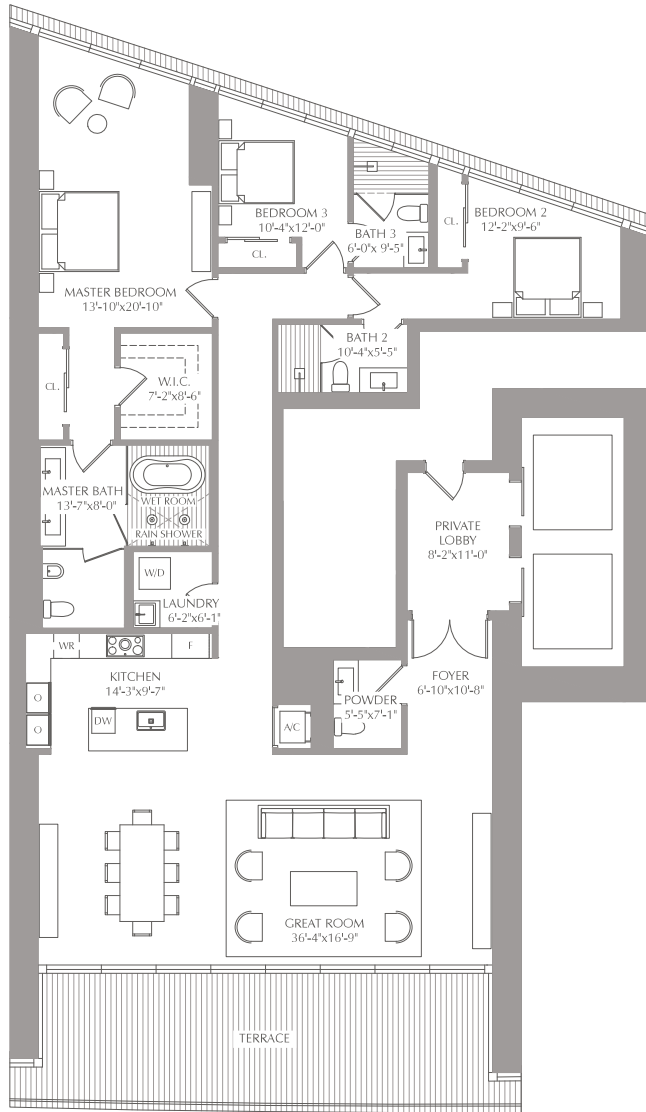 BEDROOM 3
10'-4"x12'-0"
CL.
BATH 3
6'-0"x 9'-5"
CL.
BEDROOM 2
12'-2"x9'-6"
MASTER BEDROOM
13'-10"x20'-10"
BATH 2
10'-4"x5'-5"
CL.
W.I.C.
7'-2"x8'-6"
MASTER BATH
13'-7"x8'-0"
WET ROOM
RAIN SHOWER
PRIVATE
LOBBY
8'-2"x11'-0"
W/D
LAUNDRY
6'-2"x6'-1"
WR
F
KITCHEN
14'-3"x9'-7"
FOYER
6'-10"x10'-8"
O
O
DW
POWDER
5'-5"x7'-1"
A/C
GREAT ROOM
36'-4"x16'-9"
TERRACE